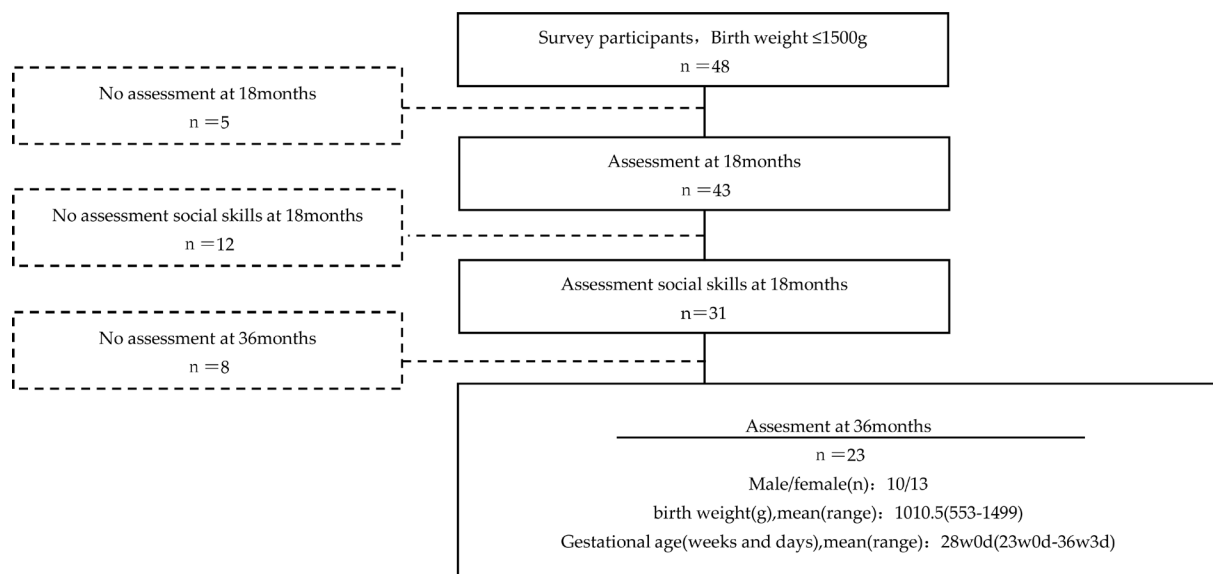 Survey participants，Birth weight ≤1500g
n＝48
No assessment at 18months
n＝5
Assessment at 18months
n＝43
No assessment social skills at 18months
n＝12
Assessment social skills at 18months
n＝31
No assessment at 36months
n＝8
Assesment at 36months
n＝23
Male/female(n)： 10/13
birth weight(g),mean(range)： 1010.5(553-1499)
Gestational age(weeks and days),mean(range)： 28w0d(23w0d-36w3d)